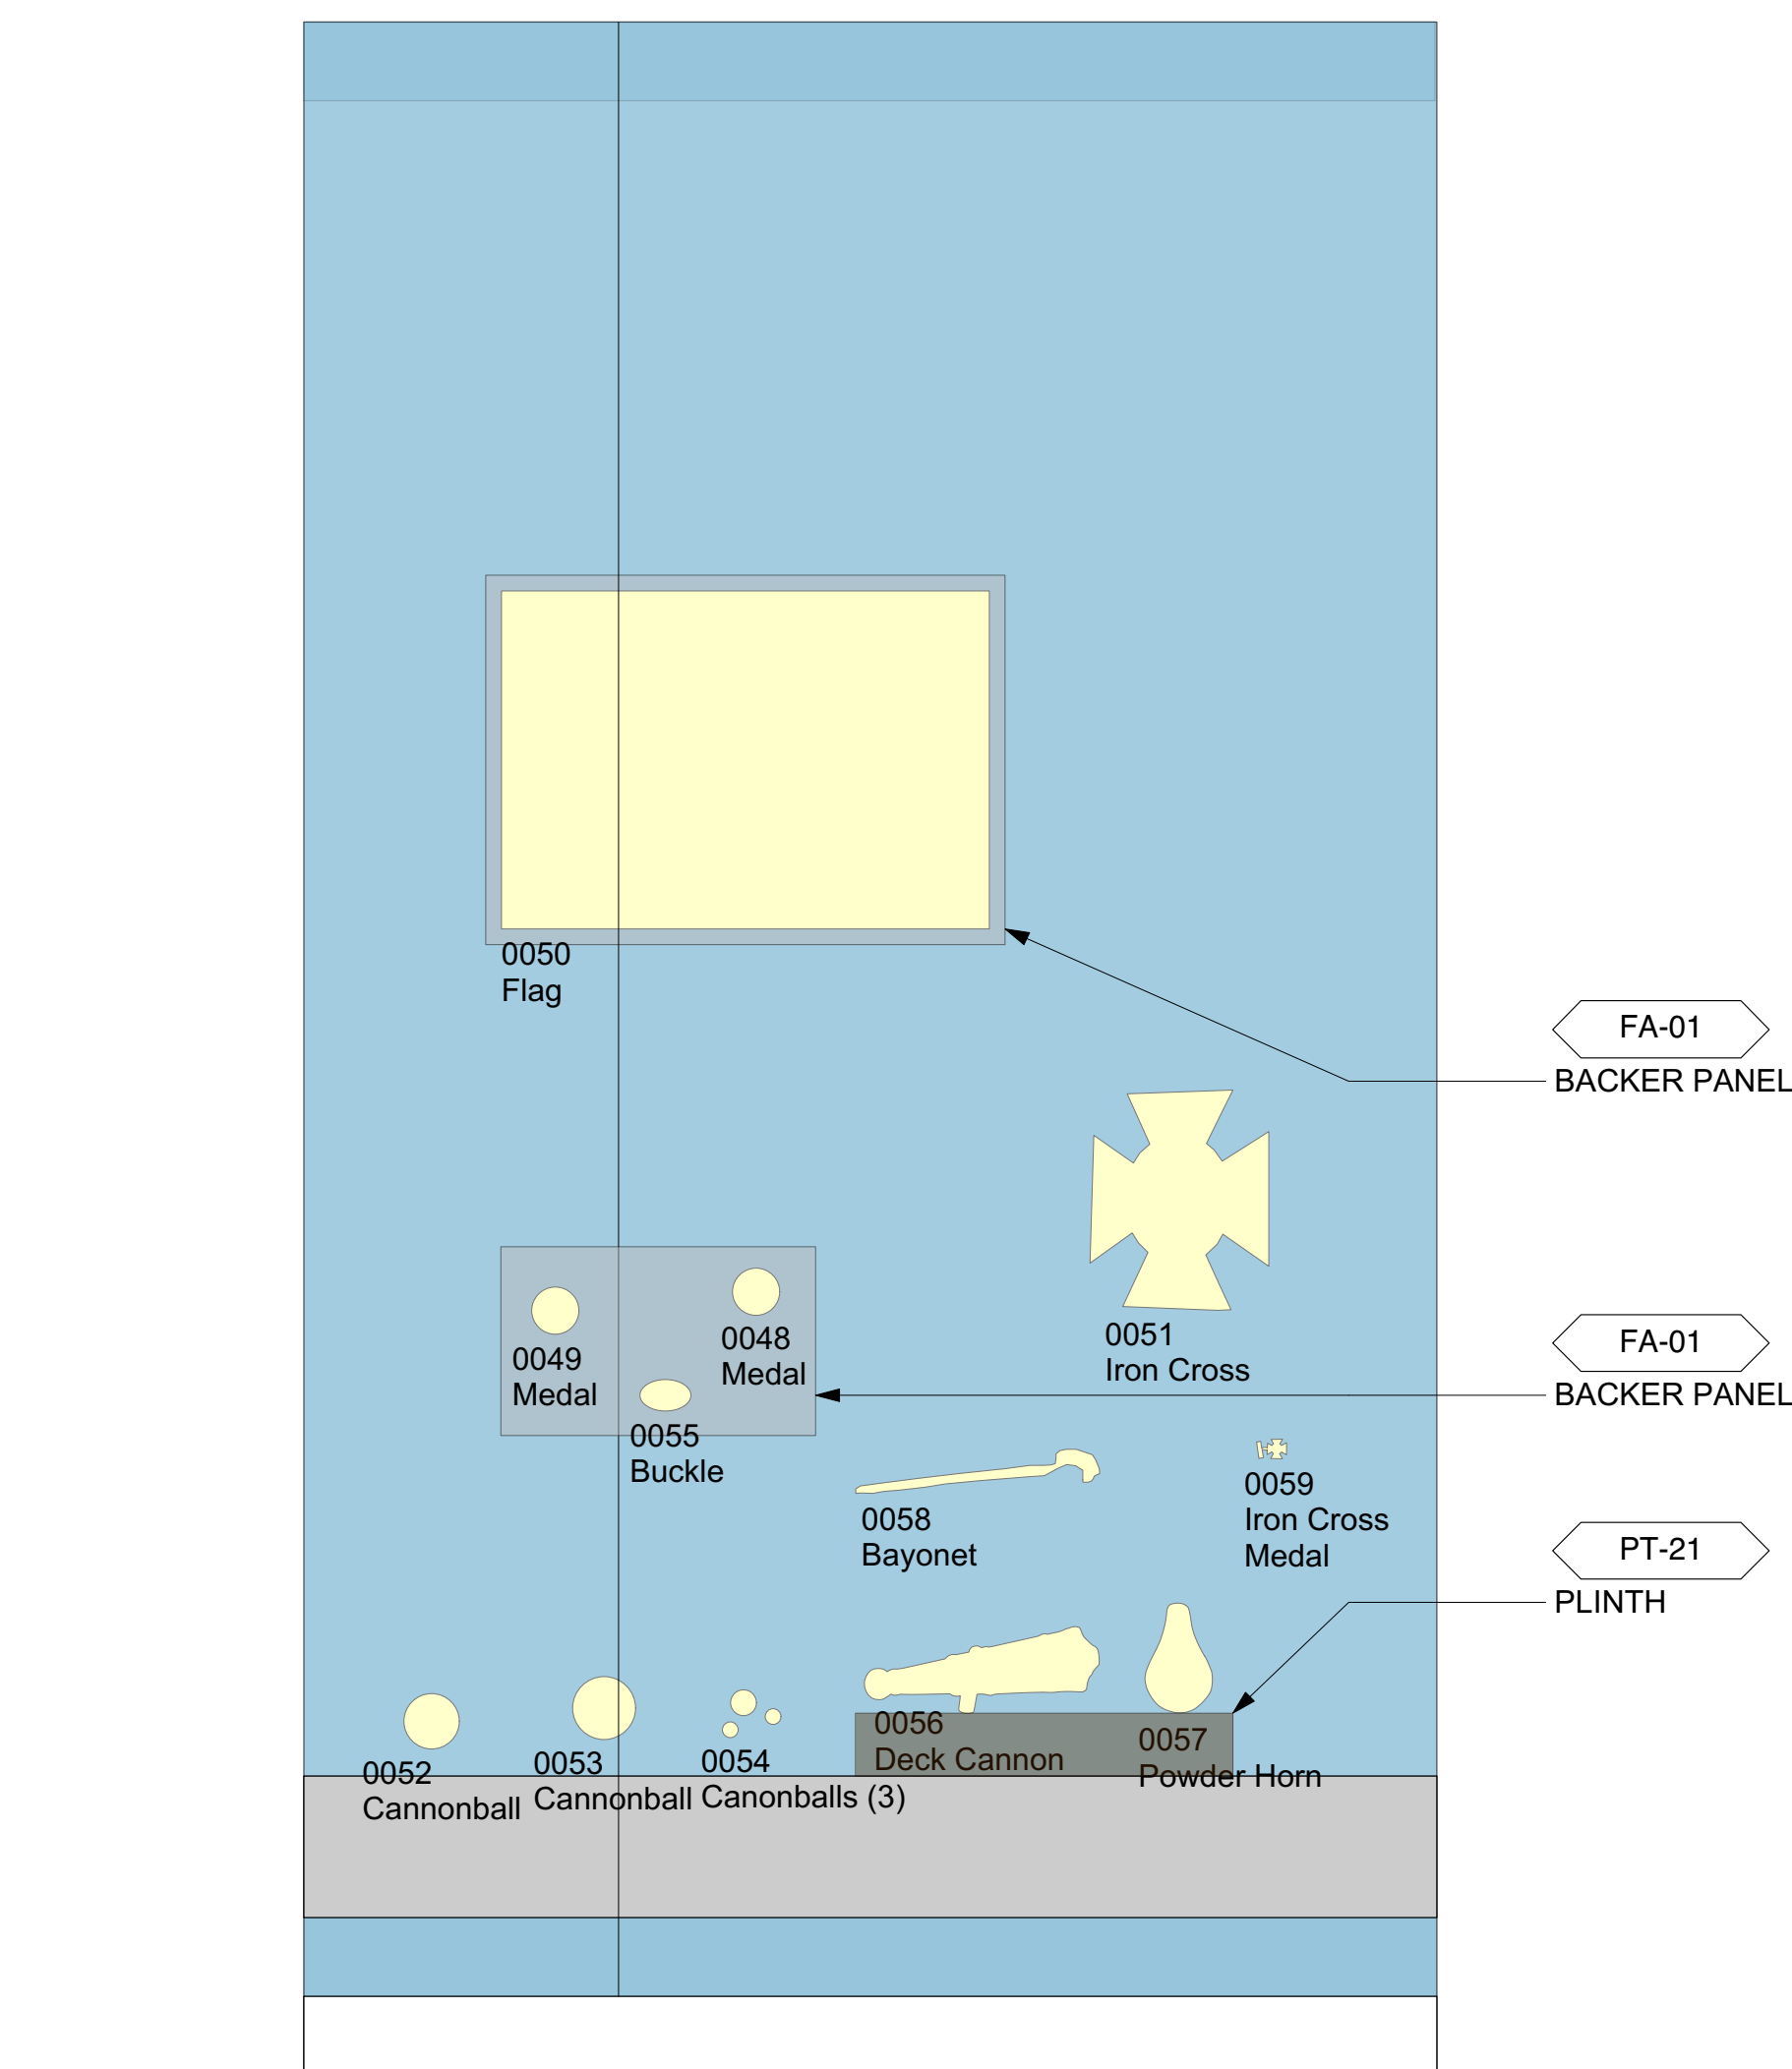 0050
Flag
FA-01
BACKER PANEL
0051
Iron Cross
0049
Medal
0048
Medal
0055
Buckle
FA-01
BACKER PANEL
0058
Bayonet
0059
Iron Cross
Medal
PT-21
PLINTH
0052
Cannonball
0053
Cannonball
0054
Canonballs (3)
0056
Deck Cannon
0057
Powder Horn